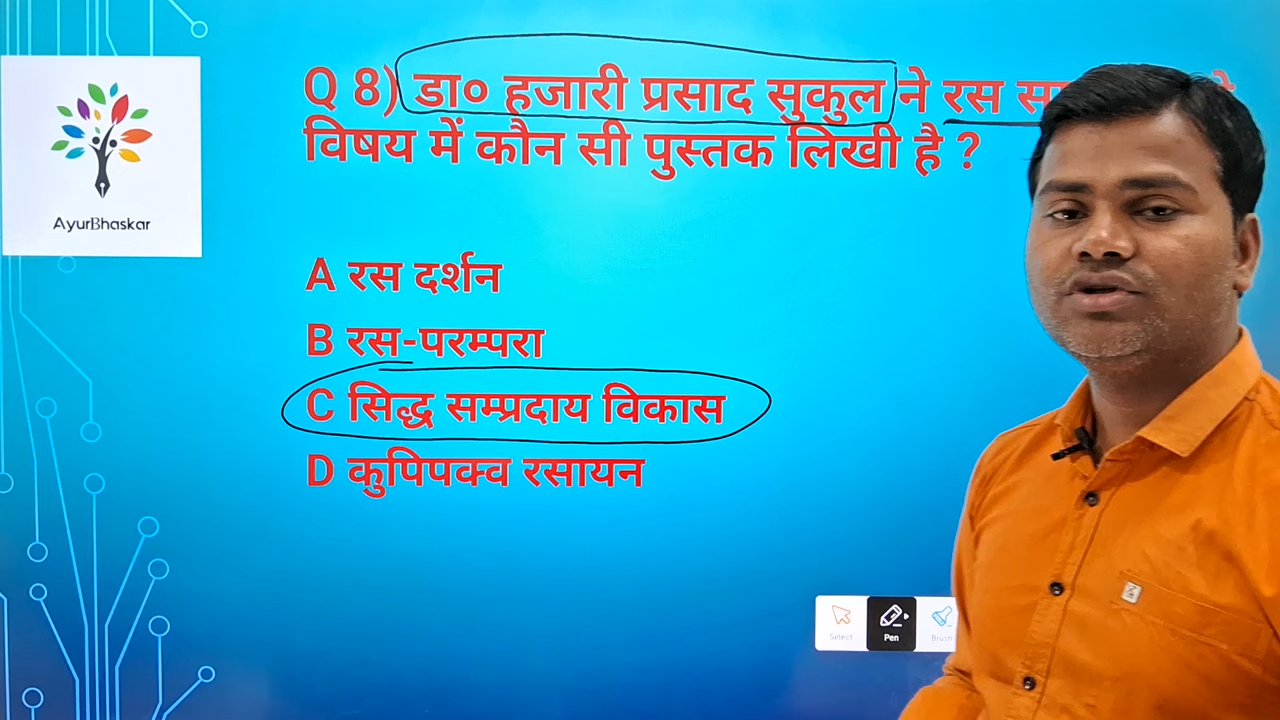 AyurBhaskar
Q 8) डा० हजारी प्रसाद सुकुल ने रस
विषय में कौन सी पुस्तक लिखी है ?
A रस दर्शन
B रस-परम्परा
C सिद्ध सम्प्रदाय विकास
D कुपिपक्व रसायन
Select
Pen
Brush